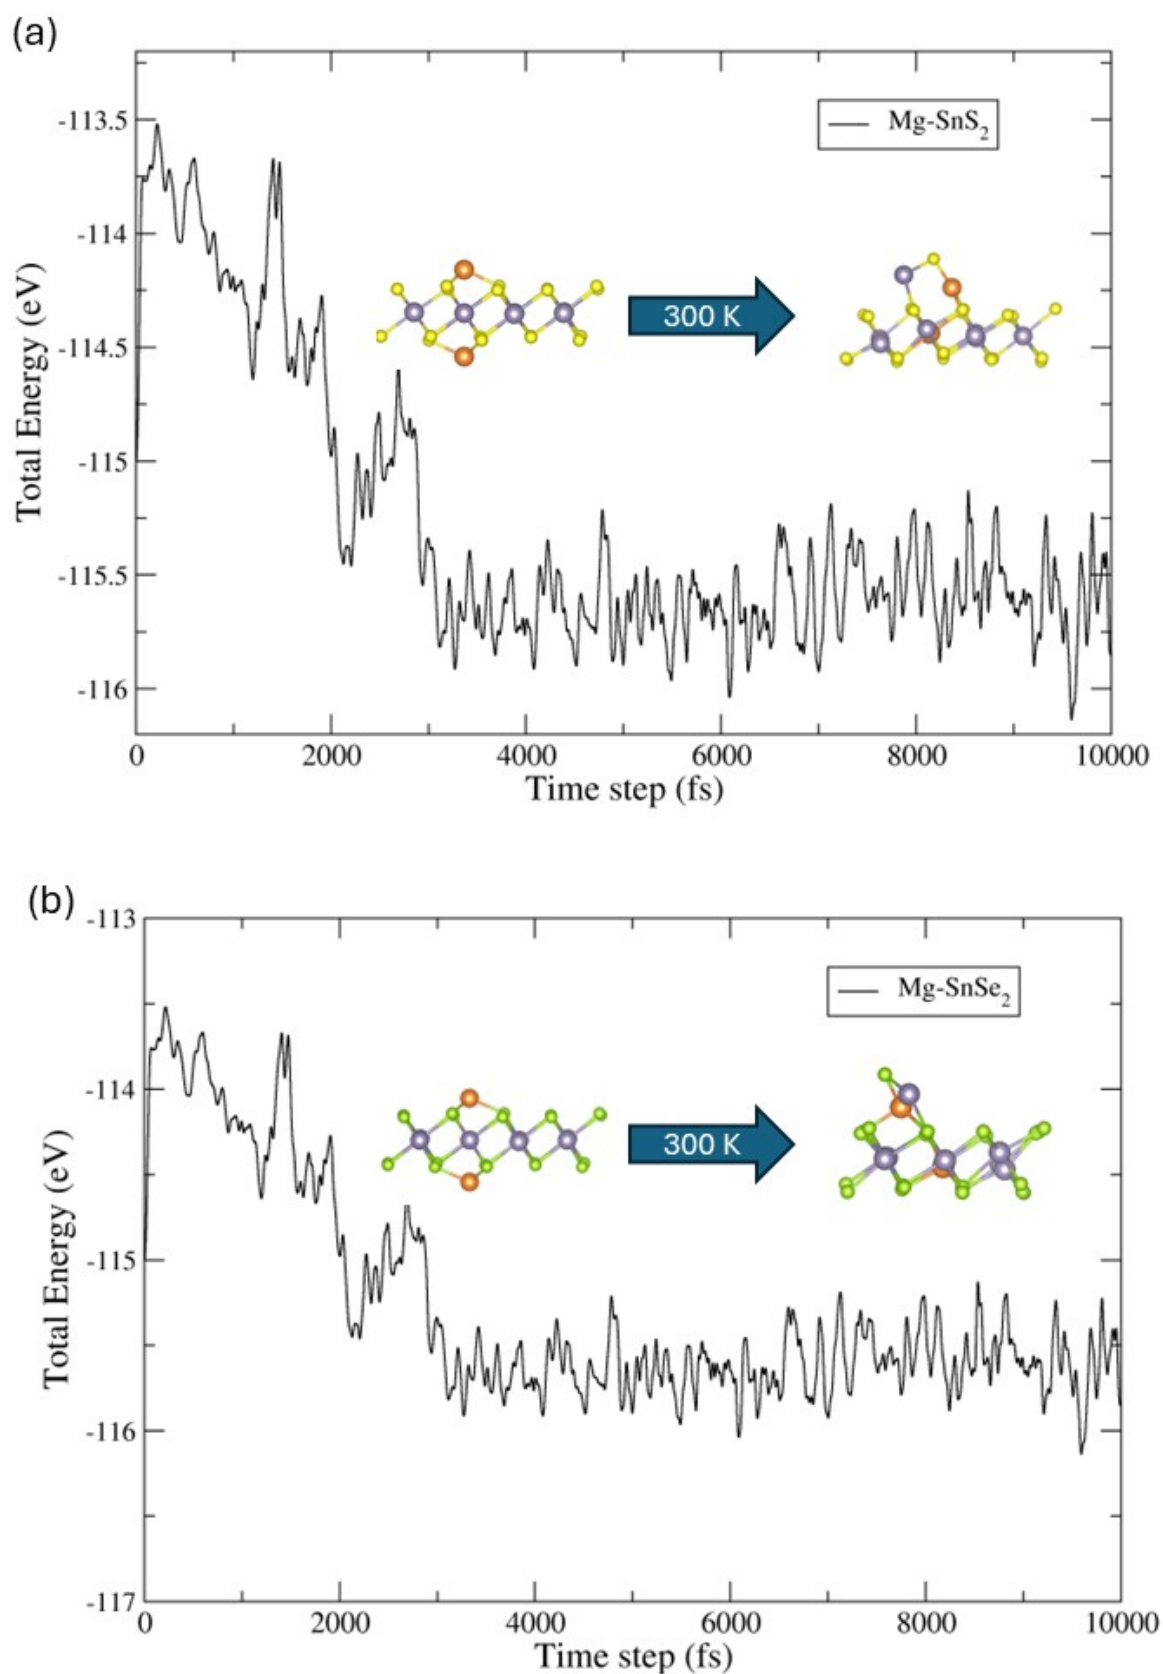 (a)
Mg-SnS2
-113.5
-114
-114.5
-115
-115.5
-116
Total Energy (eV)
300 K
0 2000 4000 6000 8000 10000
Time step (fs)
(b)
Mg-SnSe2
-113
-114
-115
-116
-117
Total Energy (eV)
300 K
0 2000 4000 6000 8000 10000
Time step (fs)